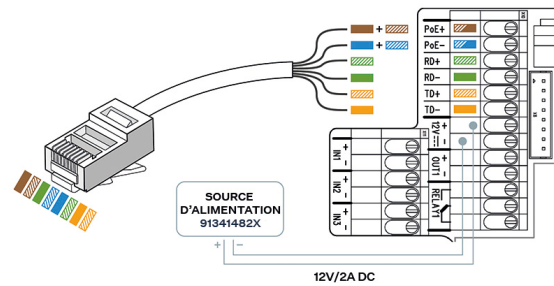 +
PoE+
+
PoE-
RD+
RD-
TD+
TD-
+ 12V -
IN1 + -
+ OUT1 -
IN2 + -
RELAY1
IN3 + -
SOURCE
D'ALIMENTATION
91341482X
+ -
12V/2A DC